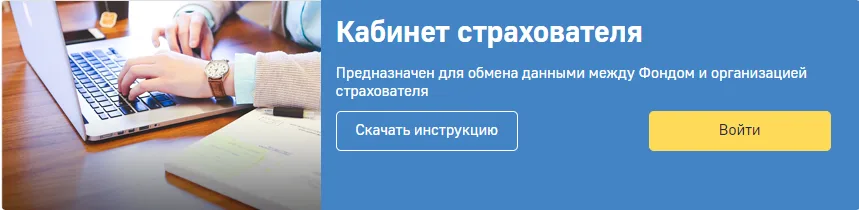 Кабинет страхователя
Предназначен для обмена данными между Фондом и организацией
страхователя
Скачать инструкцию
Войти